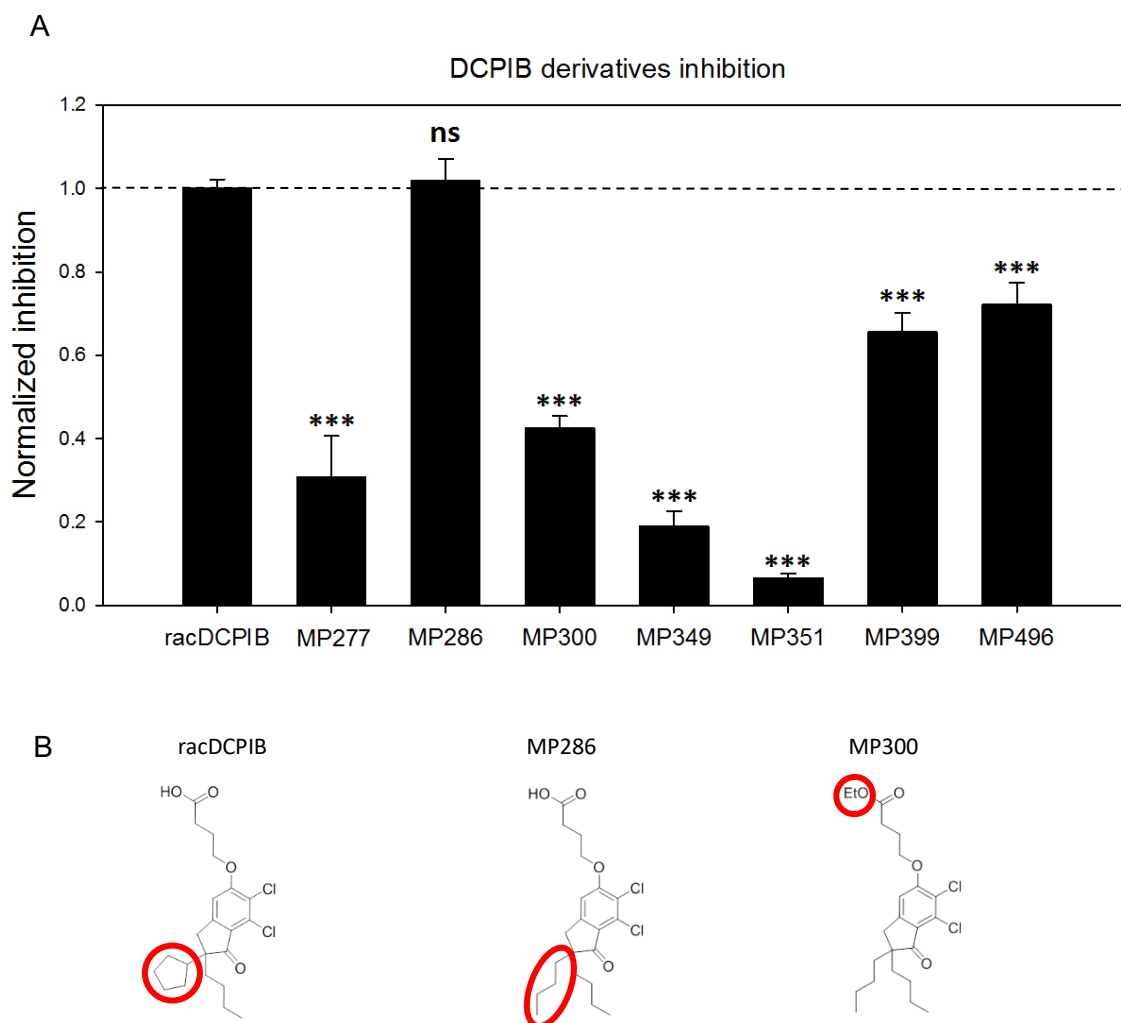 A
DCPIB derivatives inhibition
Normalized inhibition
1.2
1.0
0.8
0.6
0.4
0.2
0.0
ns
***
***
***
***
***
***
racDCPIB MP277 MP286 MP300 MP349 MP351 MP399 MP496
B
racDCPIB MP286 MP300
HO O HO O EtO O
O O O
Cl Cl Cl
Cl Cl Cl
O O O